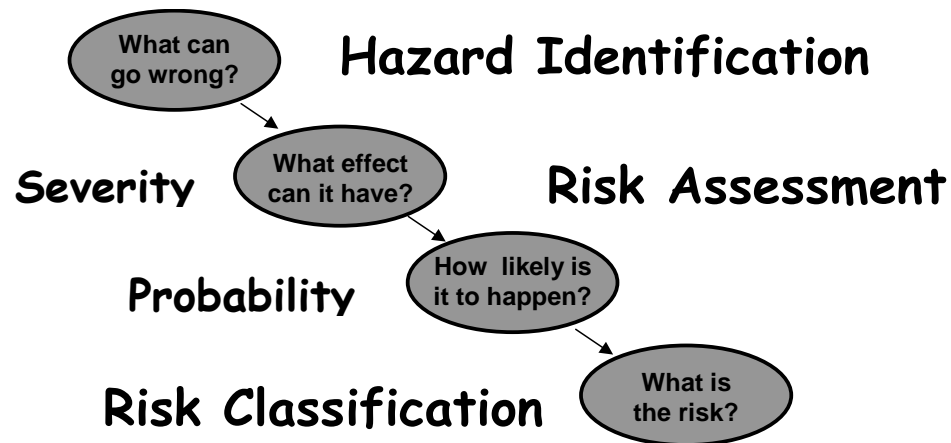 What can
go wrong?
Hazard Identification
What effect
can it have?
Severity
Risk Assessment
How likely is
it to happen?
Probability
What is
the risk?
Risk Classification